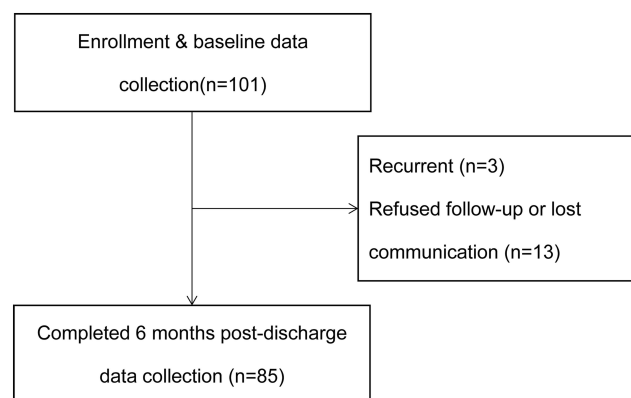 Enrollment & baseline data
collection(n=101)
Recurrent (n=3)
Refused follow-up or lost
communication (n=13)
Completed 6 months post-discharge
data collection (n=85)